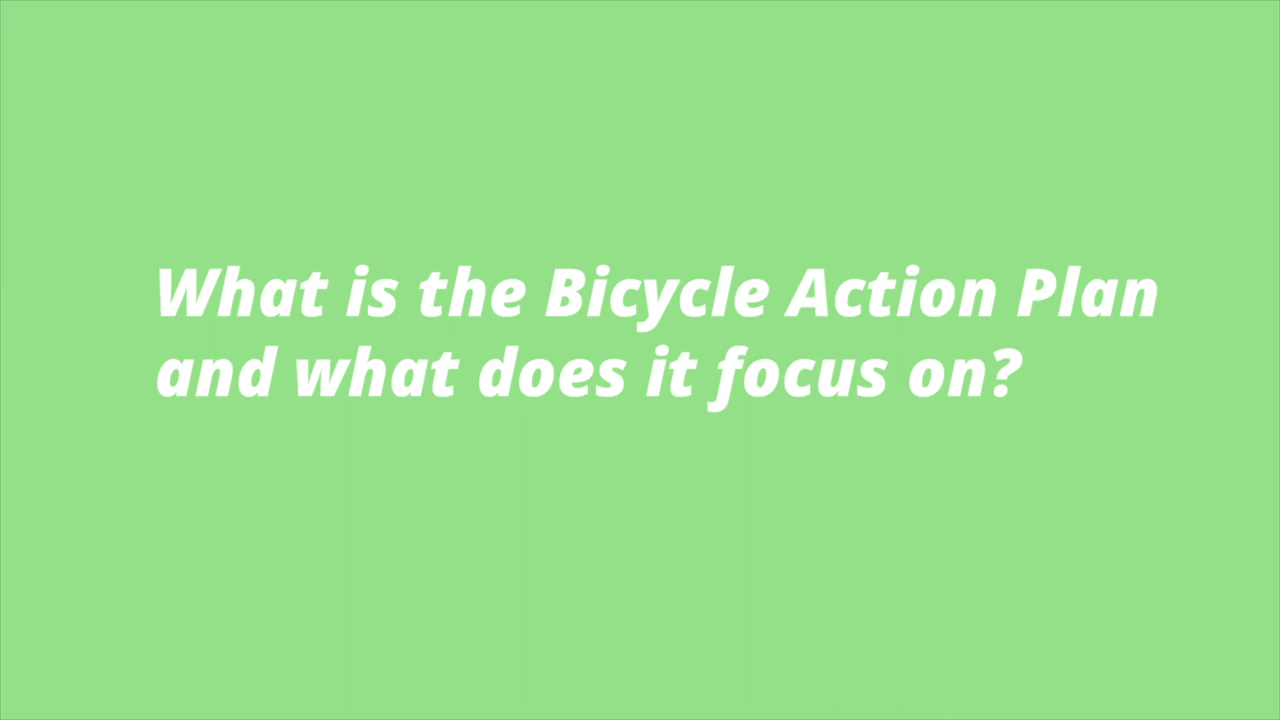 What is the Bicycle Action Plan
and what does it focus on?